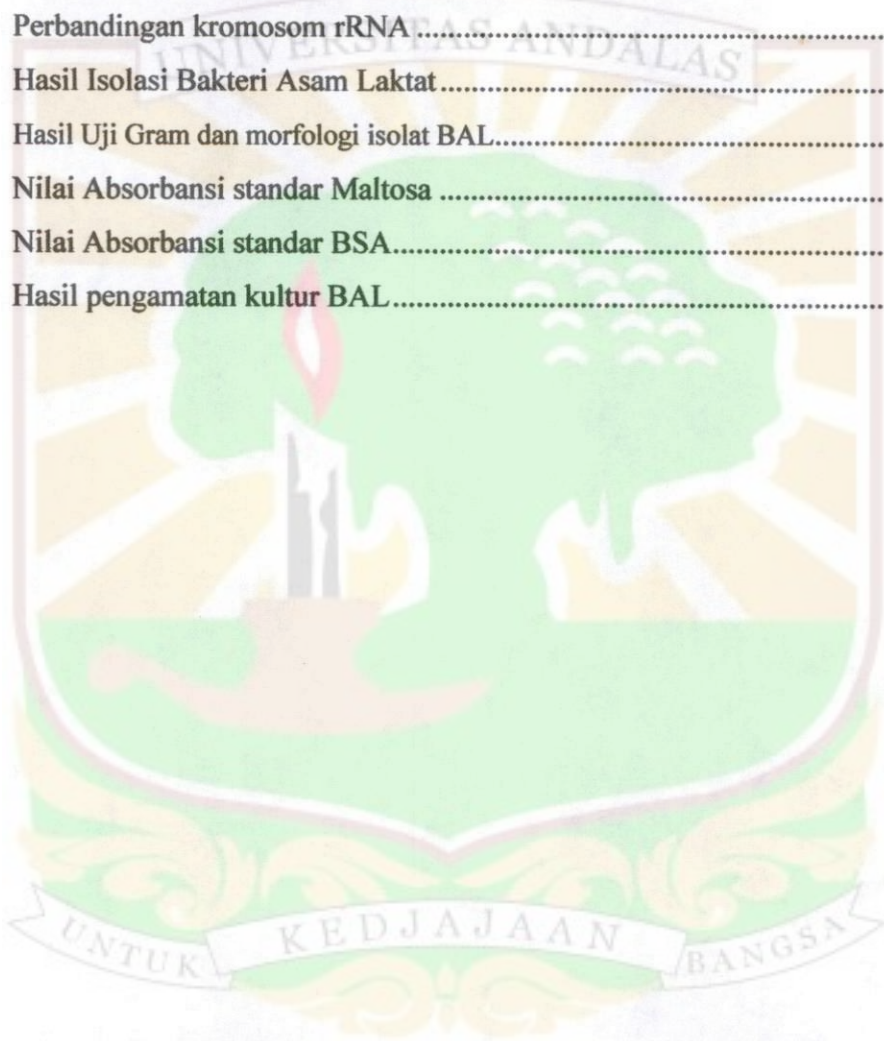 Perbandingan kromosom rRNA ........................................................
UNIVERSITAS ANDALAS
Hasil Isolasi Bakteri Asam Laktat ........................................................
Hasil Uji Gram dan morfologi isolat BAL ................................................
Nilai Absorbansi standar Maltosa ........................................................
Nilai Absorbansi standar BSA ............................................................
Hasil pengamatan kultur BAL ............................................................
UNTUK KEDJAJAAN BANGSA